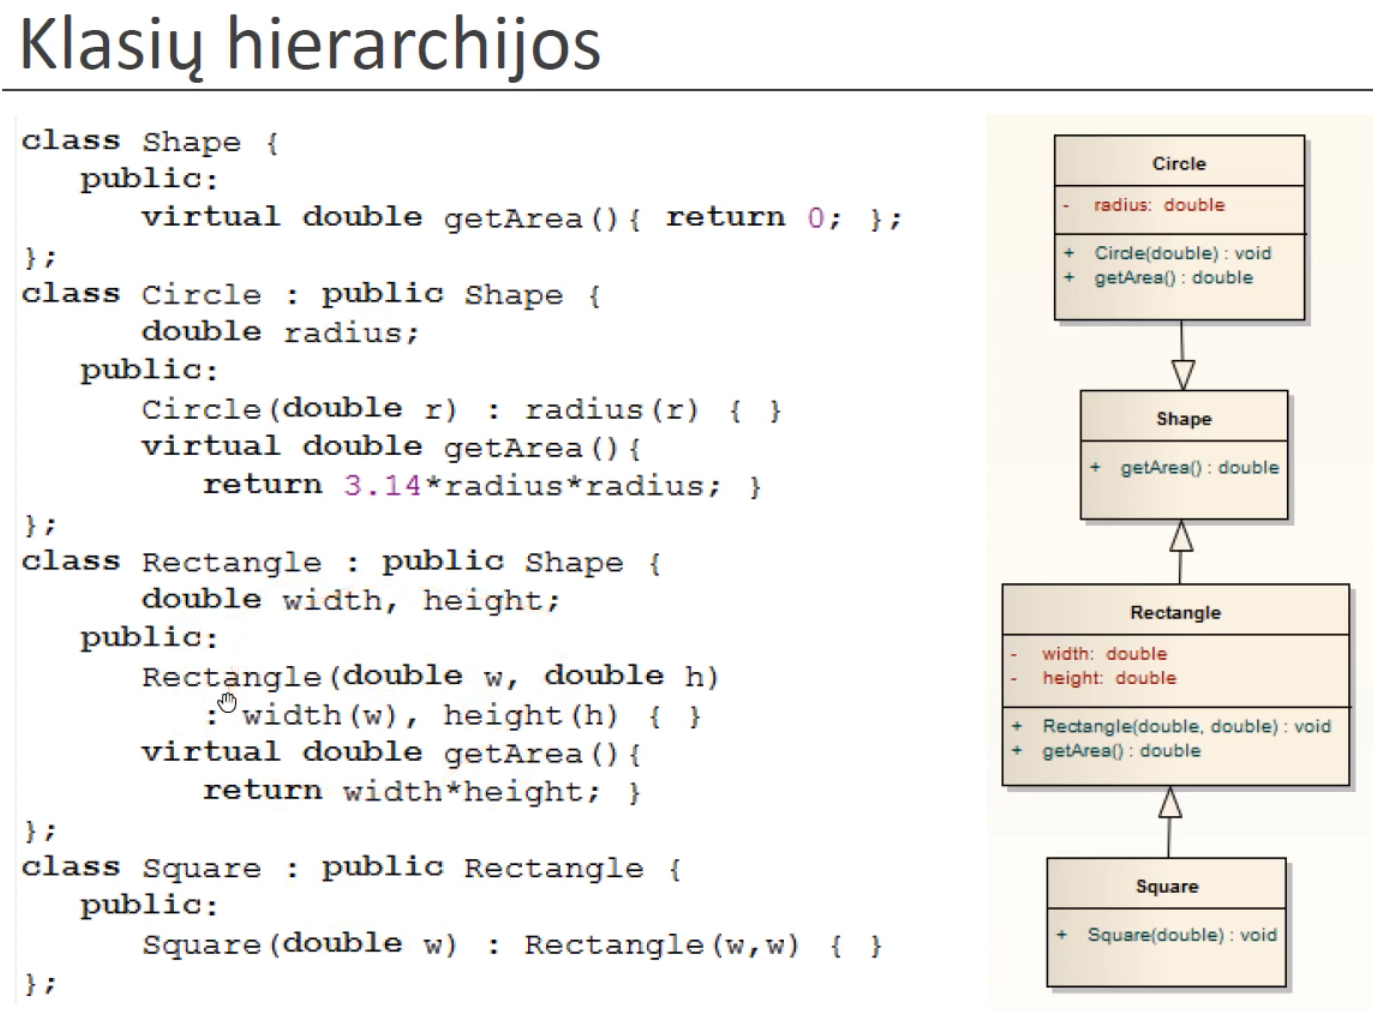 Klasių hierarchijos
class Shape {
public:
virtual double getArea(){ return 0; };
};
class Circle : public Shape {
double radius;
public:
Circle(double r) : radius(r) { }
virtual double getArea(){
return 3.14*radius*radius; }
};
class Rectangle : public Shape {
double width, height;
public:
Rectangle(double w, double h)
: width(w), height(h) { }
virtual double getArea(){
return width*height; }
};
class Square : public Rectangle {
public:
Square(double w) : Rectangle(w,w) { }
};
Circle
- radius: double
+ Circle(double) : void
+ getArea() : double
Shape
+ getArea() : double
Rectangle
- width: double
- height: double
+ Rectangle(double, double) : void
+ getArea() : double
Square
+ Square(double) : void